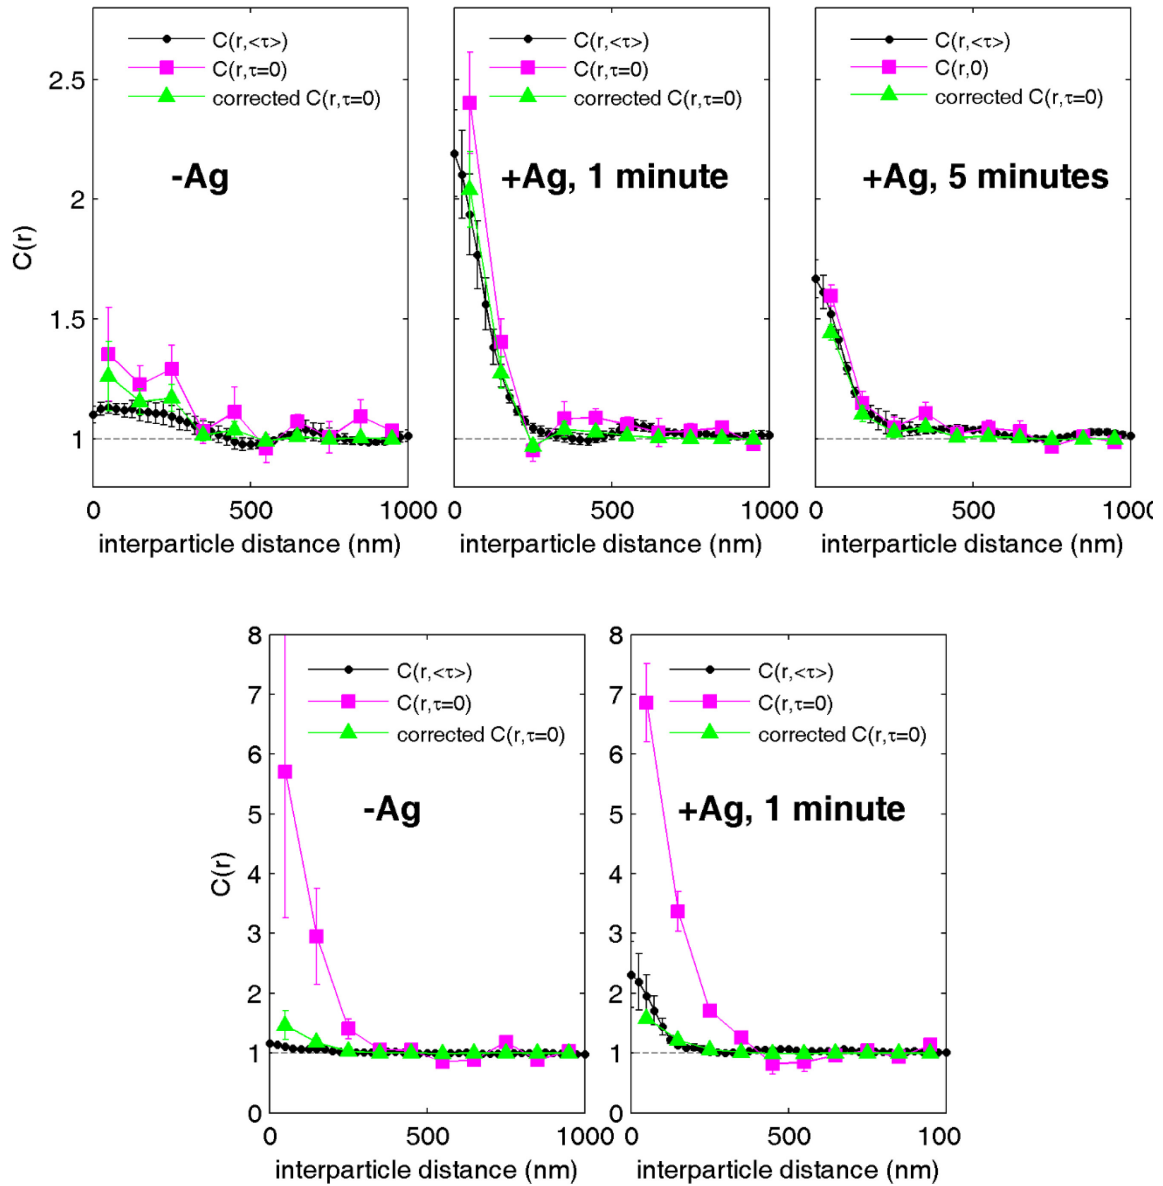 C(r,<τ>)
C(r,τ=0)
corrected C(r,τ=0)
-Ag
2.5
2
1.5
1
C(r)
0
500
1000
interparticle distance (nm)
C(r,<τ>)
C(r,τ=0)
corrected C(r,τ=0)
+Ag, 1 minute
0
500
1000
interparticle distance (nm)
C(r,<τ>)
C(r,0)
corrected C(r,τ=0)
+Ag, 5 minutes
0
500
1000
interparticle distance (nm)
C(r,<τ>)
C(r,τ=0)
corrected C(r,τ=0)
-Ag
8
7
6
5
4
3
2
1
0
C(r)
0
500
1000
interparticle distance (nm)
C(r,<τ>)
C(r,τ=0)
corrected C(r,τ=0)
+Ag, 1 minute
8
7
6
5
4
3
2
1
0
0
500
100
interparticle distance (nm)